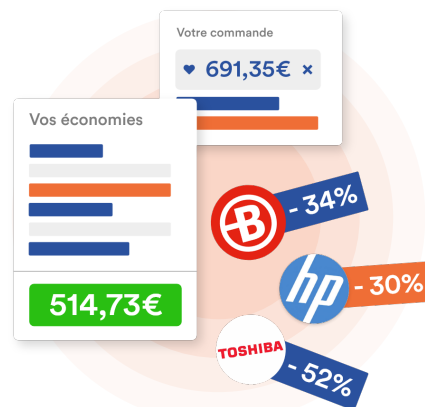 Votre commande
♥ 691,35€ ×
Vos économies
514,73€
B
- 34%
hp
- 30%
TOSHIBA
- 52%